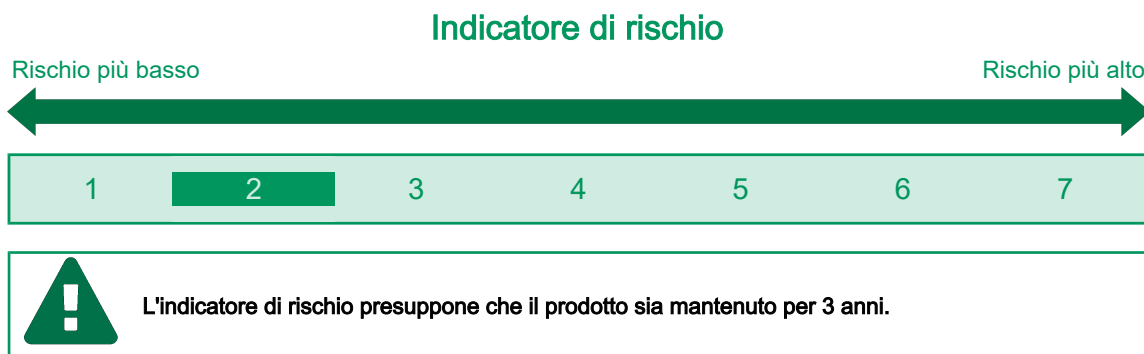 Indicatore di rischio
Rischio più basso Rischio più alto
1 2 3 4 5 6 7
L'indicatore di rischio presuppone che il prodotto sia mantenuto per 3 anni.